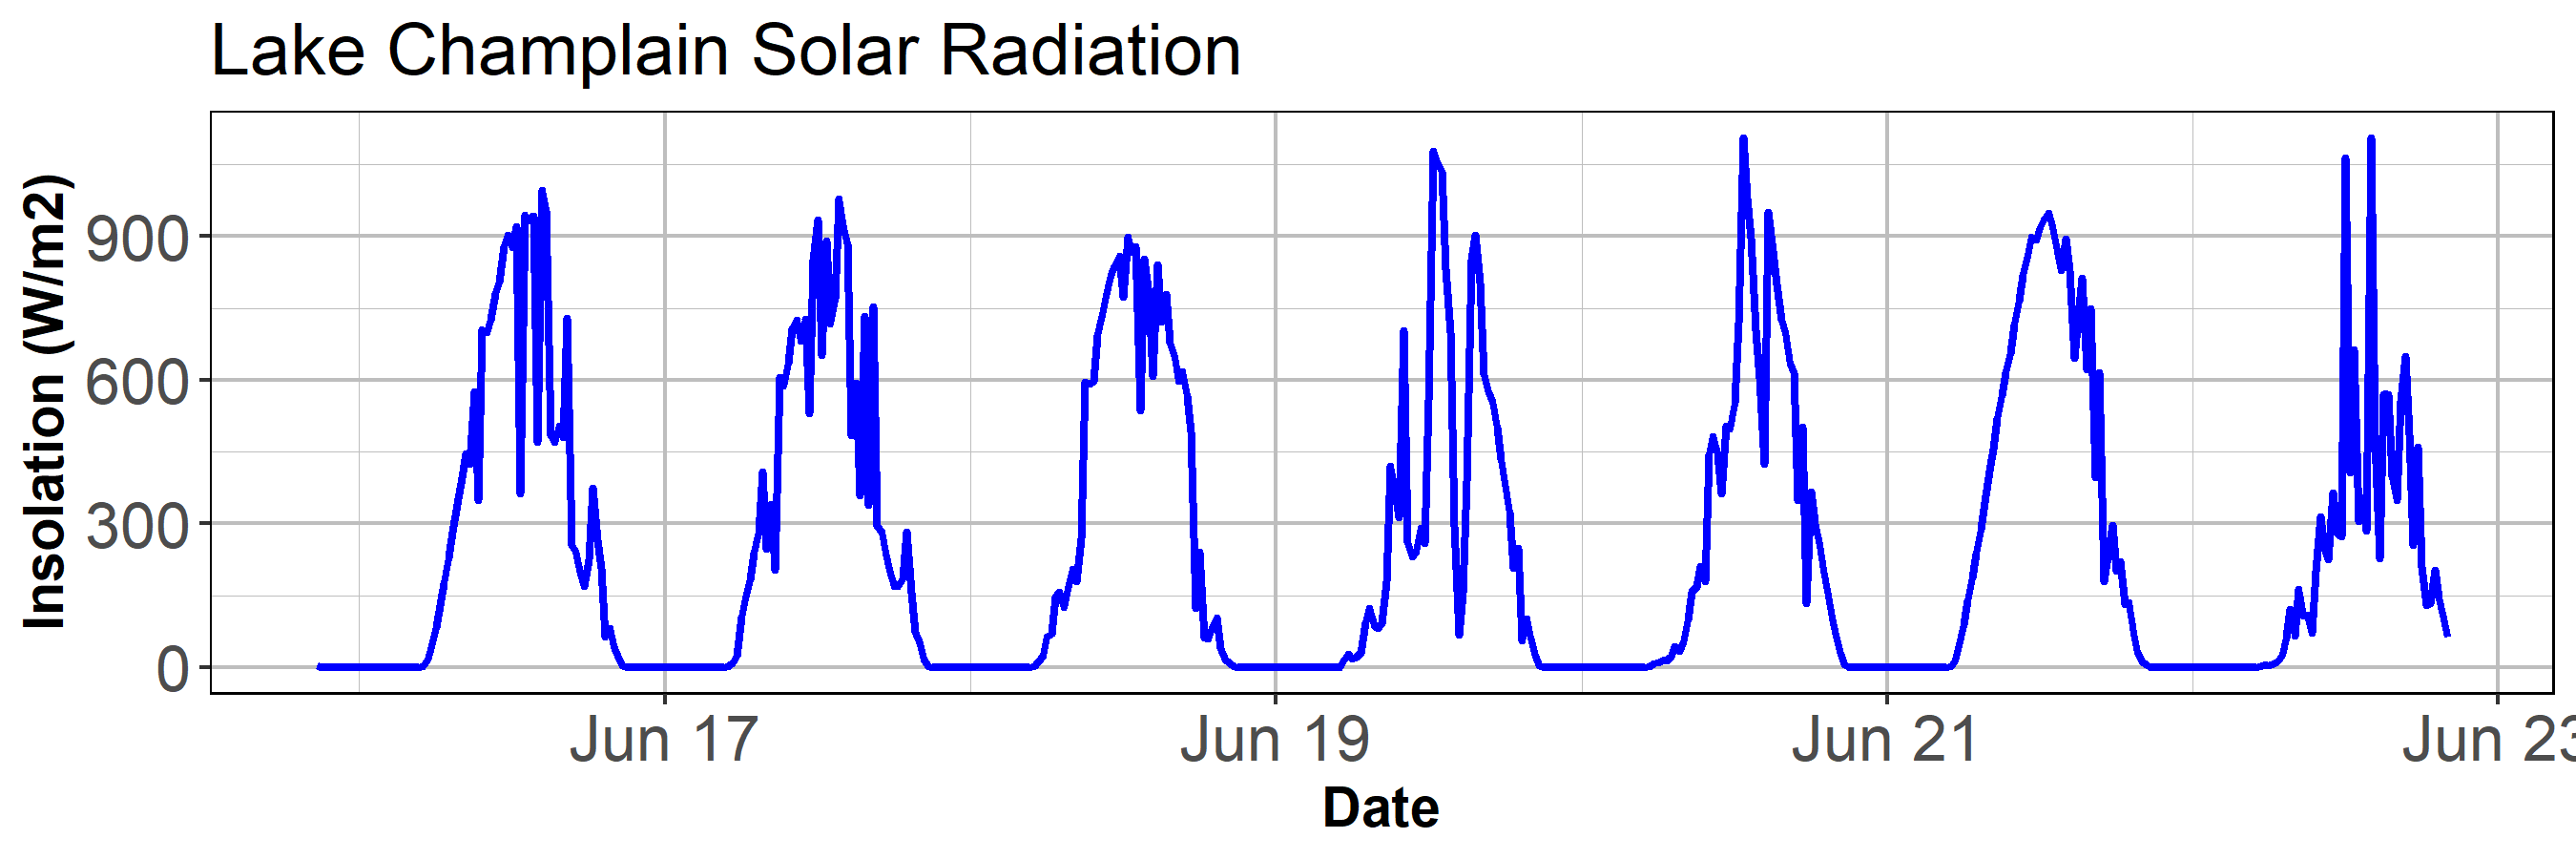 Lake Champlain Solar Radiation
Insolation (W/m2)
900
600
300
0
Jun 17 Jun 19 Jun 21 Jun 23
Date